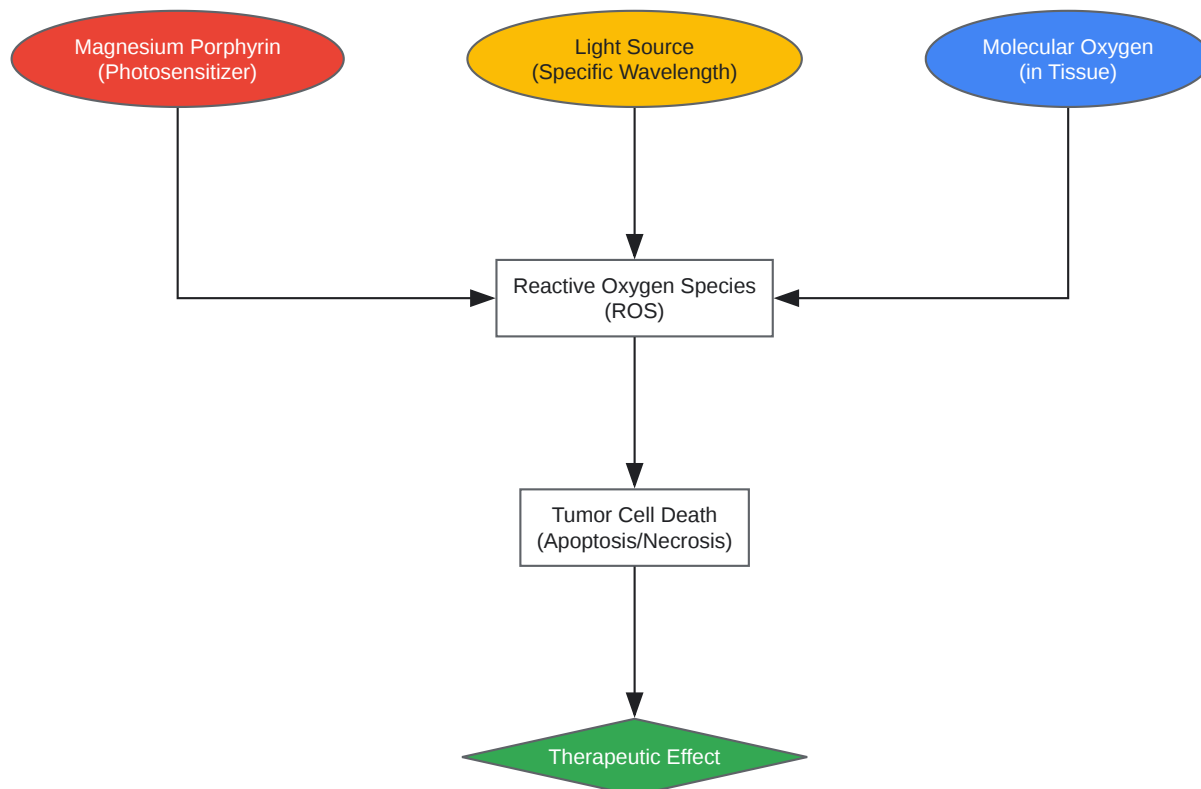 Magnesium Porphyrin
(Photosensitizer)
Light Source
(Specific Wavelength)
Molecular Oxygen
(in Tissue)
Reactive Oxygen Species
(ROS)
Tumor Cell Death
(Apoptosis/Necrosis)
Therapeutic Effect